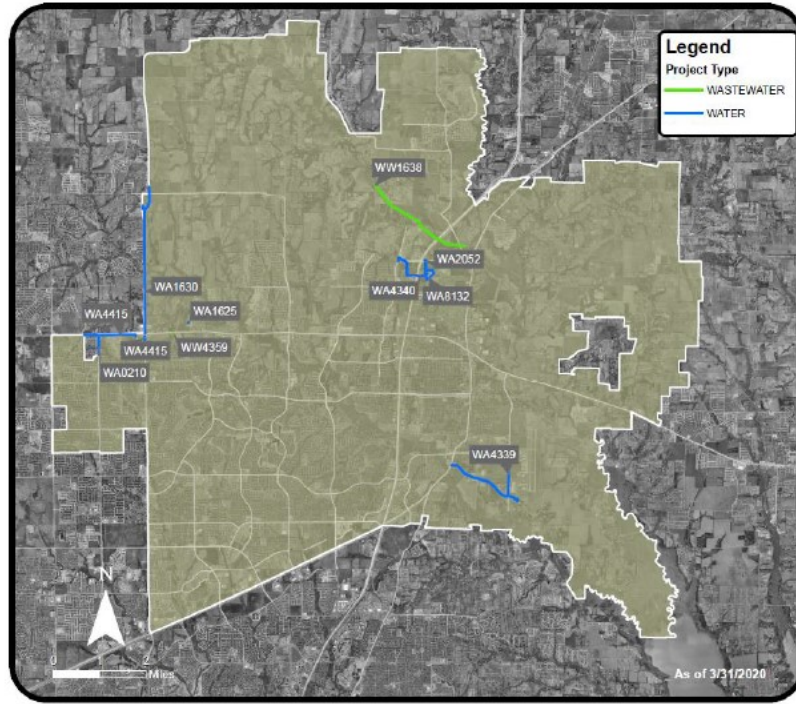 Legend
Project Type
WASTEWATER
WATER
WW1638
WA2052
WA4340
WA8132
WA1630
WA1625
WA4415
WA4415
WW4359
WA0210
WA4339
N
0
2
Miles
As of 3/31/2020